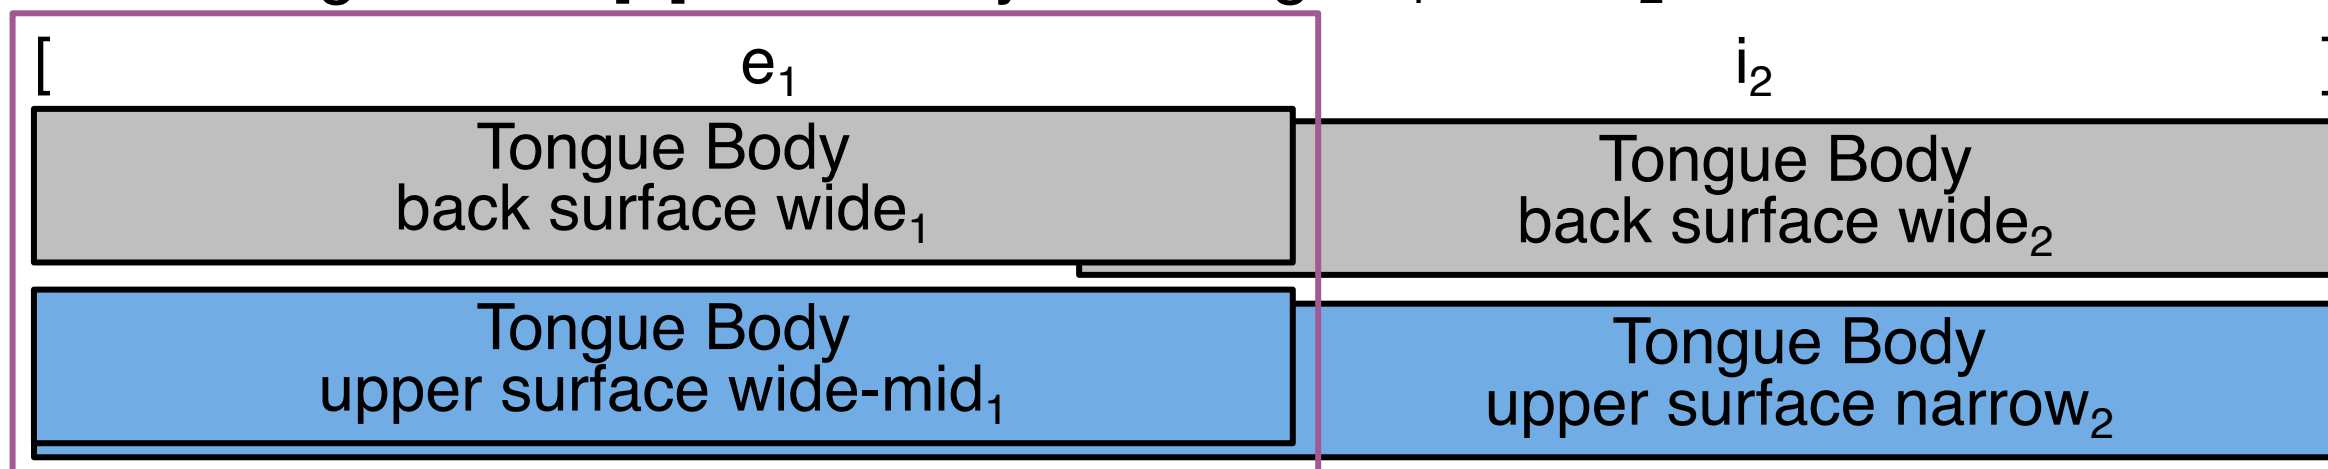 [ e₁ i₂ ]
Tongue Body
back surface wide₁
Tongue Body
back surface wide₂
Tongue Body
upper surface wide-mid₁
Tongue Body
upper surface narrow₂